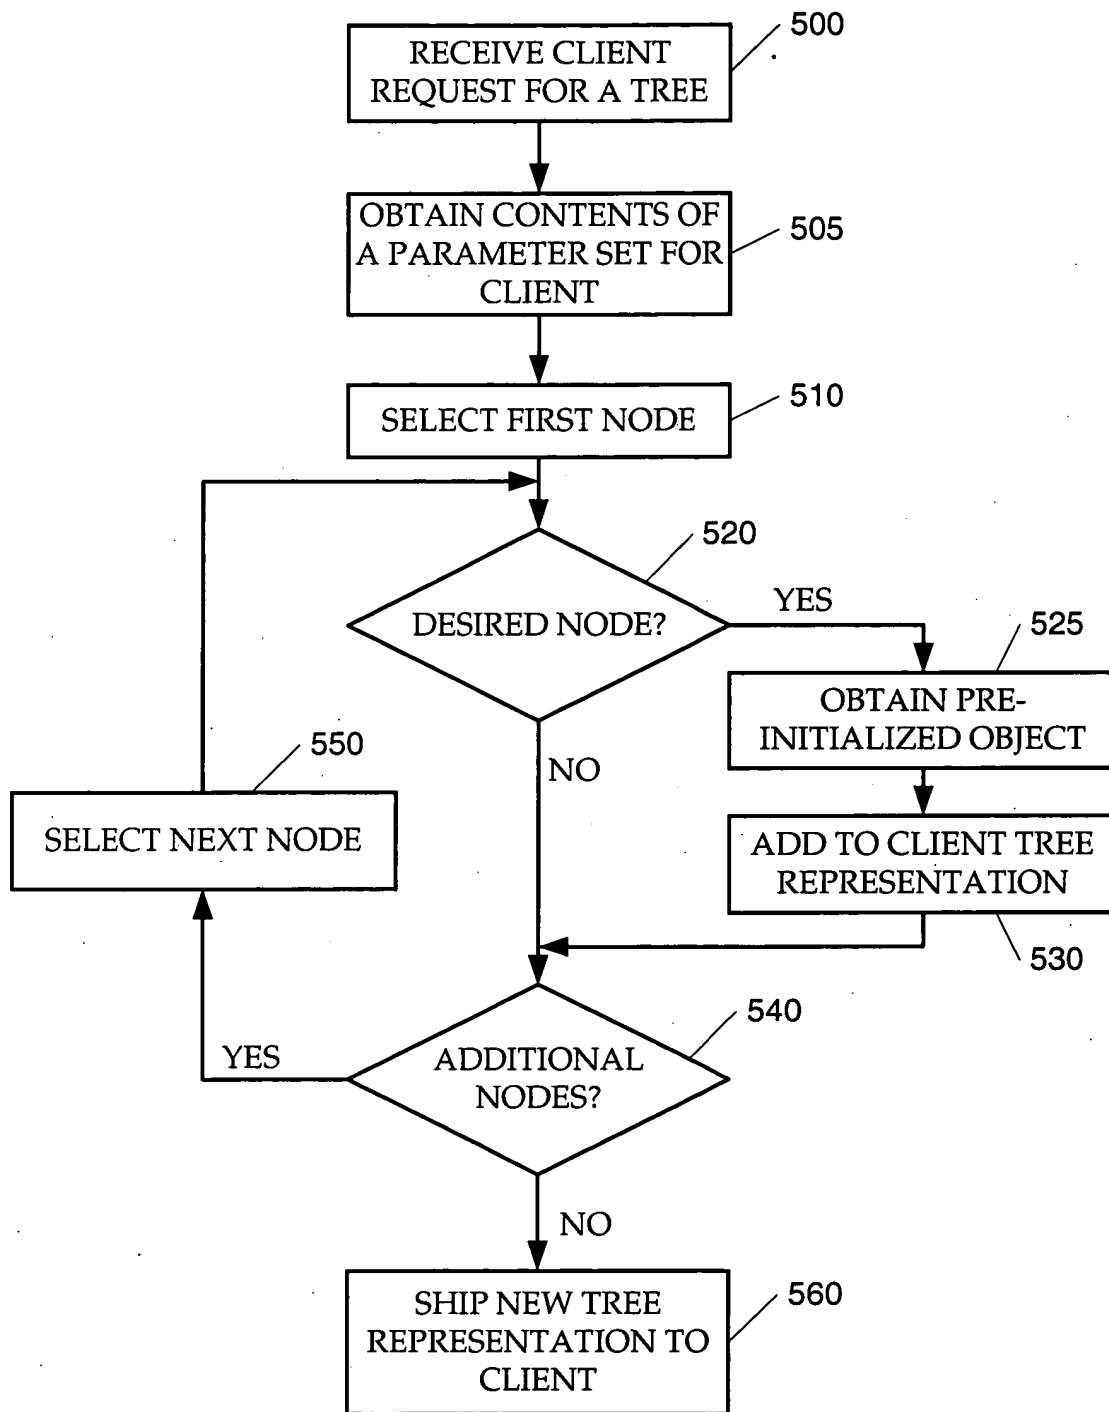 RECEIVE CLIENT
REQUEST FOR A TREE
500
OBTAIN CONTENTS OF
A PARAMETER SET FOR
CLIENT
505
SELECT FIRST NODE
510
DESIRED NODE?
520
YES
NO
OBTAIN PRE-
INITIALIZED OBJECT
525
ADD TO CLIENT TREE
REPRESENTATION
530
SELECT NEXT NODE
550
ADDITIONAL
NODES?
540
YES
NO
SHIP NEW TREE
REPRESENTATION TO
CLIENT
560